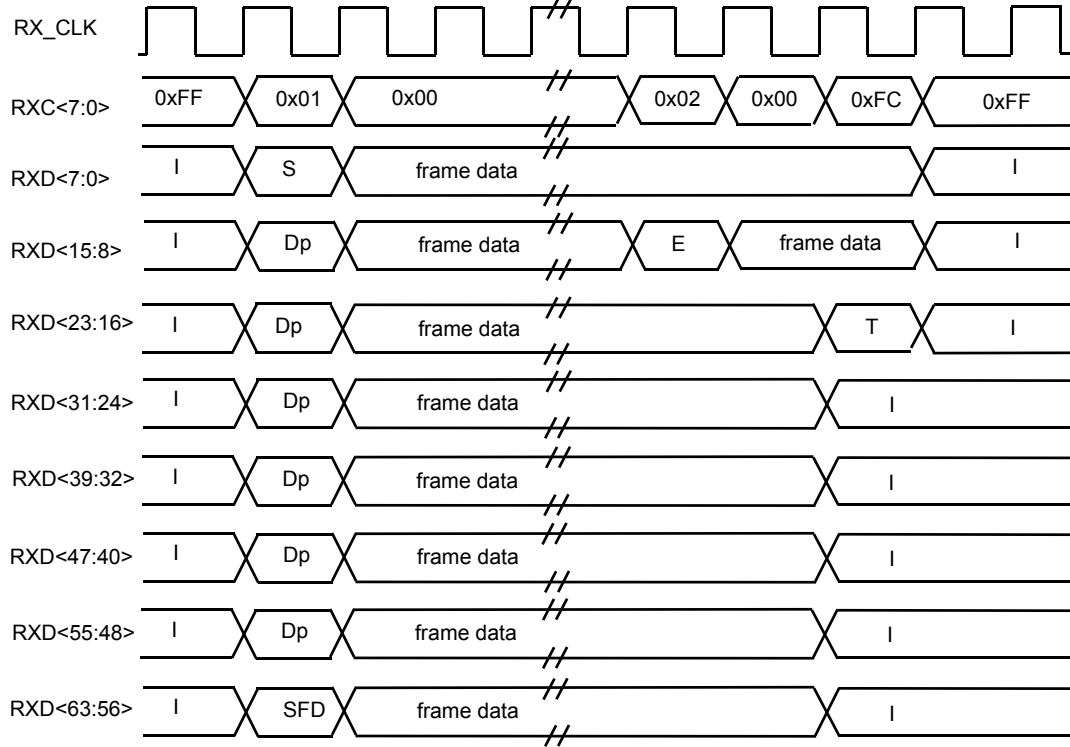 RX_CLK
RXC<7:0> 0xFF 0x01 0x00 0x02 0x00 0xFC 0xFF
RXD<7:0> I S frame data I
RXD<15:8> I Dp frame data E frame data I
RXD<23:16> I Dp frame data T I
RXD<31:24> I Dp frame data I
RXD<39:32> I Dp frame data I
RXD<47:40> I Dp frame data I
RXD<55:48> I Dp frame data I
RXD<63:56> I SFD frame data I